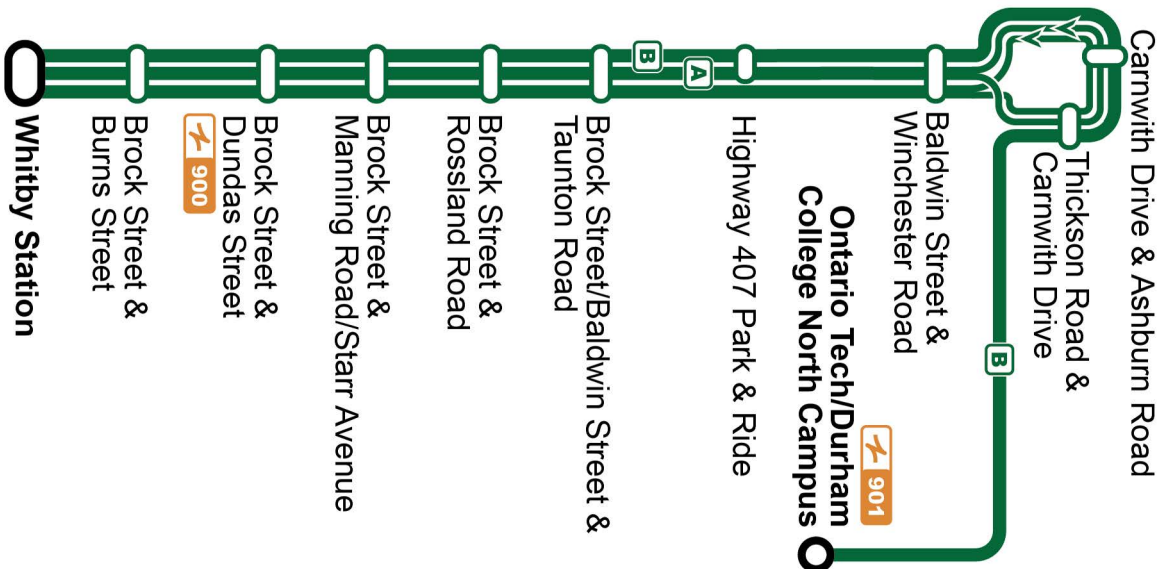 Carnwith Drive & Ashburn Road
Thickson Road &
Carnwith Drive
Baldwin Street &
Winchester Road
B
901
Ontario Tech/Durham
College North Campus
Highway 407 Park & Ride
A
B
Brock Street/Baldwin Street &
Taunton Road
Brock Street &
Rossland Road
Brock Street &
Manning Road/Starr Avenue
Brock Street &
Dundas Street
900
Brock Street &
Burns Street
Whitby Station